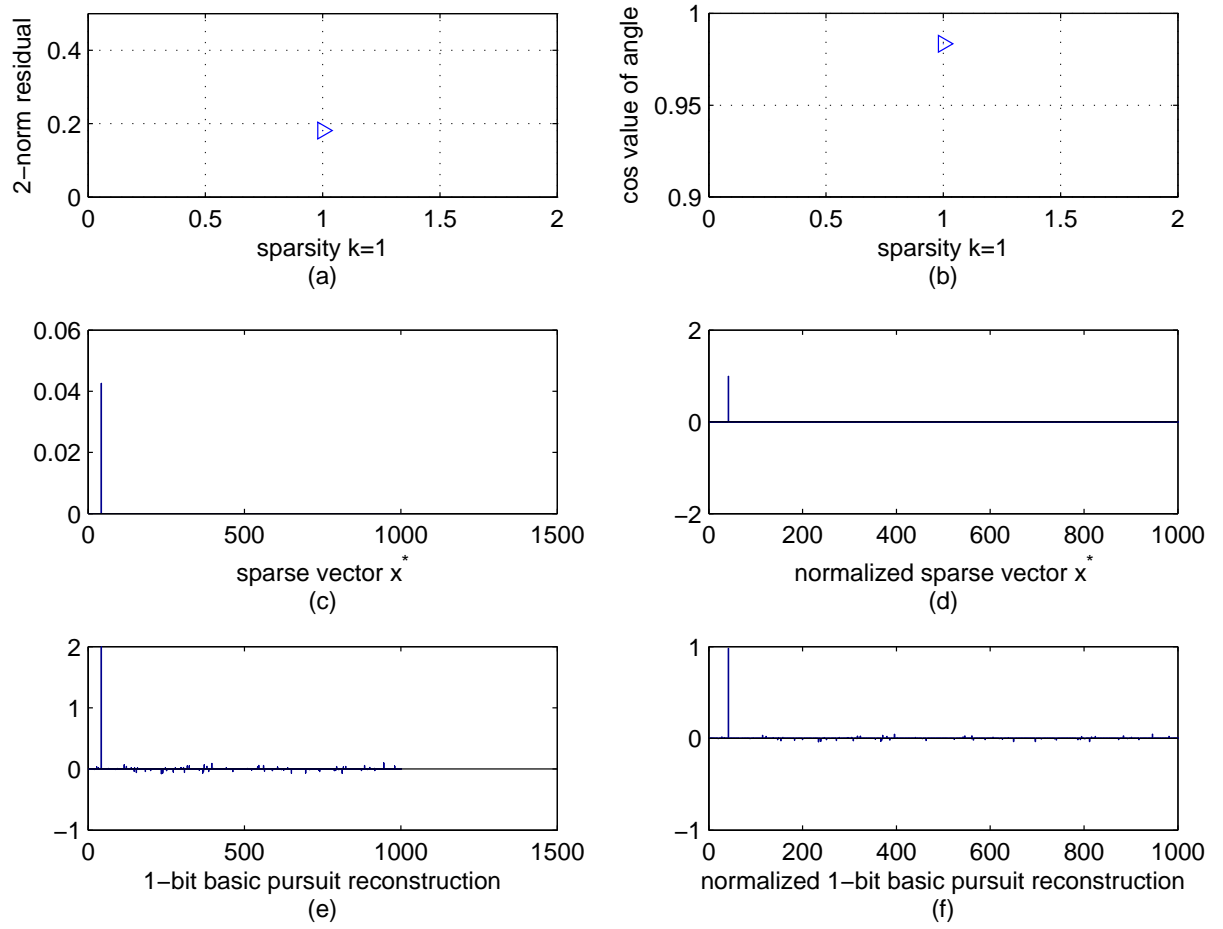 2−norm residual
0.4
0.2
0
0 0.5 1 1.5 2
sparsity k=1
(a)
cos value of angle
1
0.95
0.9
0 0.5 1 1.5 2
sparsity k=1
(b)
0.06
0.04
0.02
0
0 500 1000 1500
sparse vector x*
(c)
2
0
−2
0 200 400 600 800 1000
normalized sparse vector x*
(d)
2
1
0
−1
0 500 1000 1500
1−bit basic pursuit reconstruction
(e)
1
0
−1
0 200 400 600 800 1000
normalized 1−bit basic pursuit reconstruction
(f)